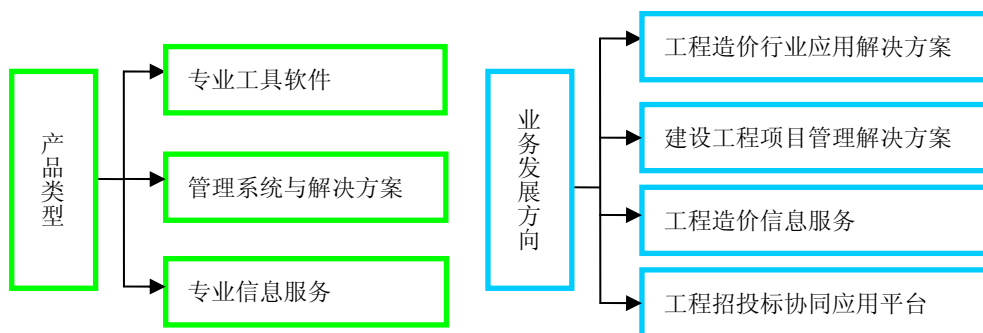 产品类型
专业工具软件
管理系统与解决方案
专业信息服务
业务发展方向
工程造价行业应用解决方案
建设工程项目管理解决方案
工程造价信息服务
工程招投标协同应用平台